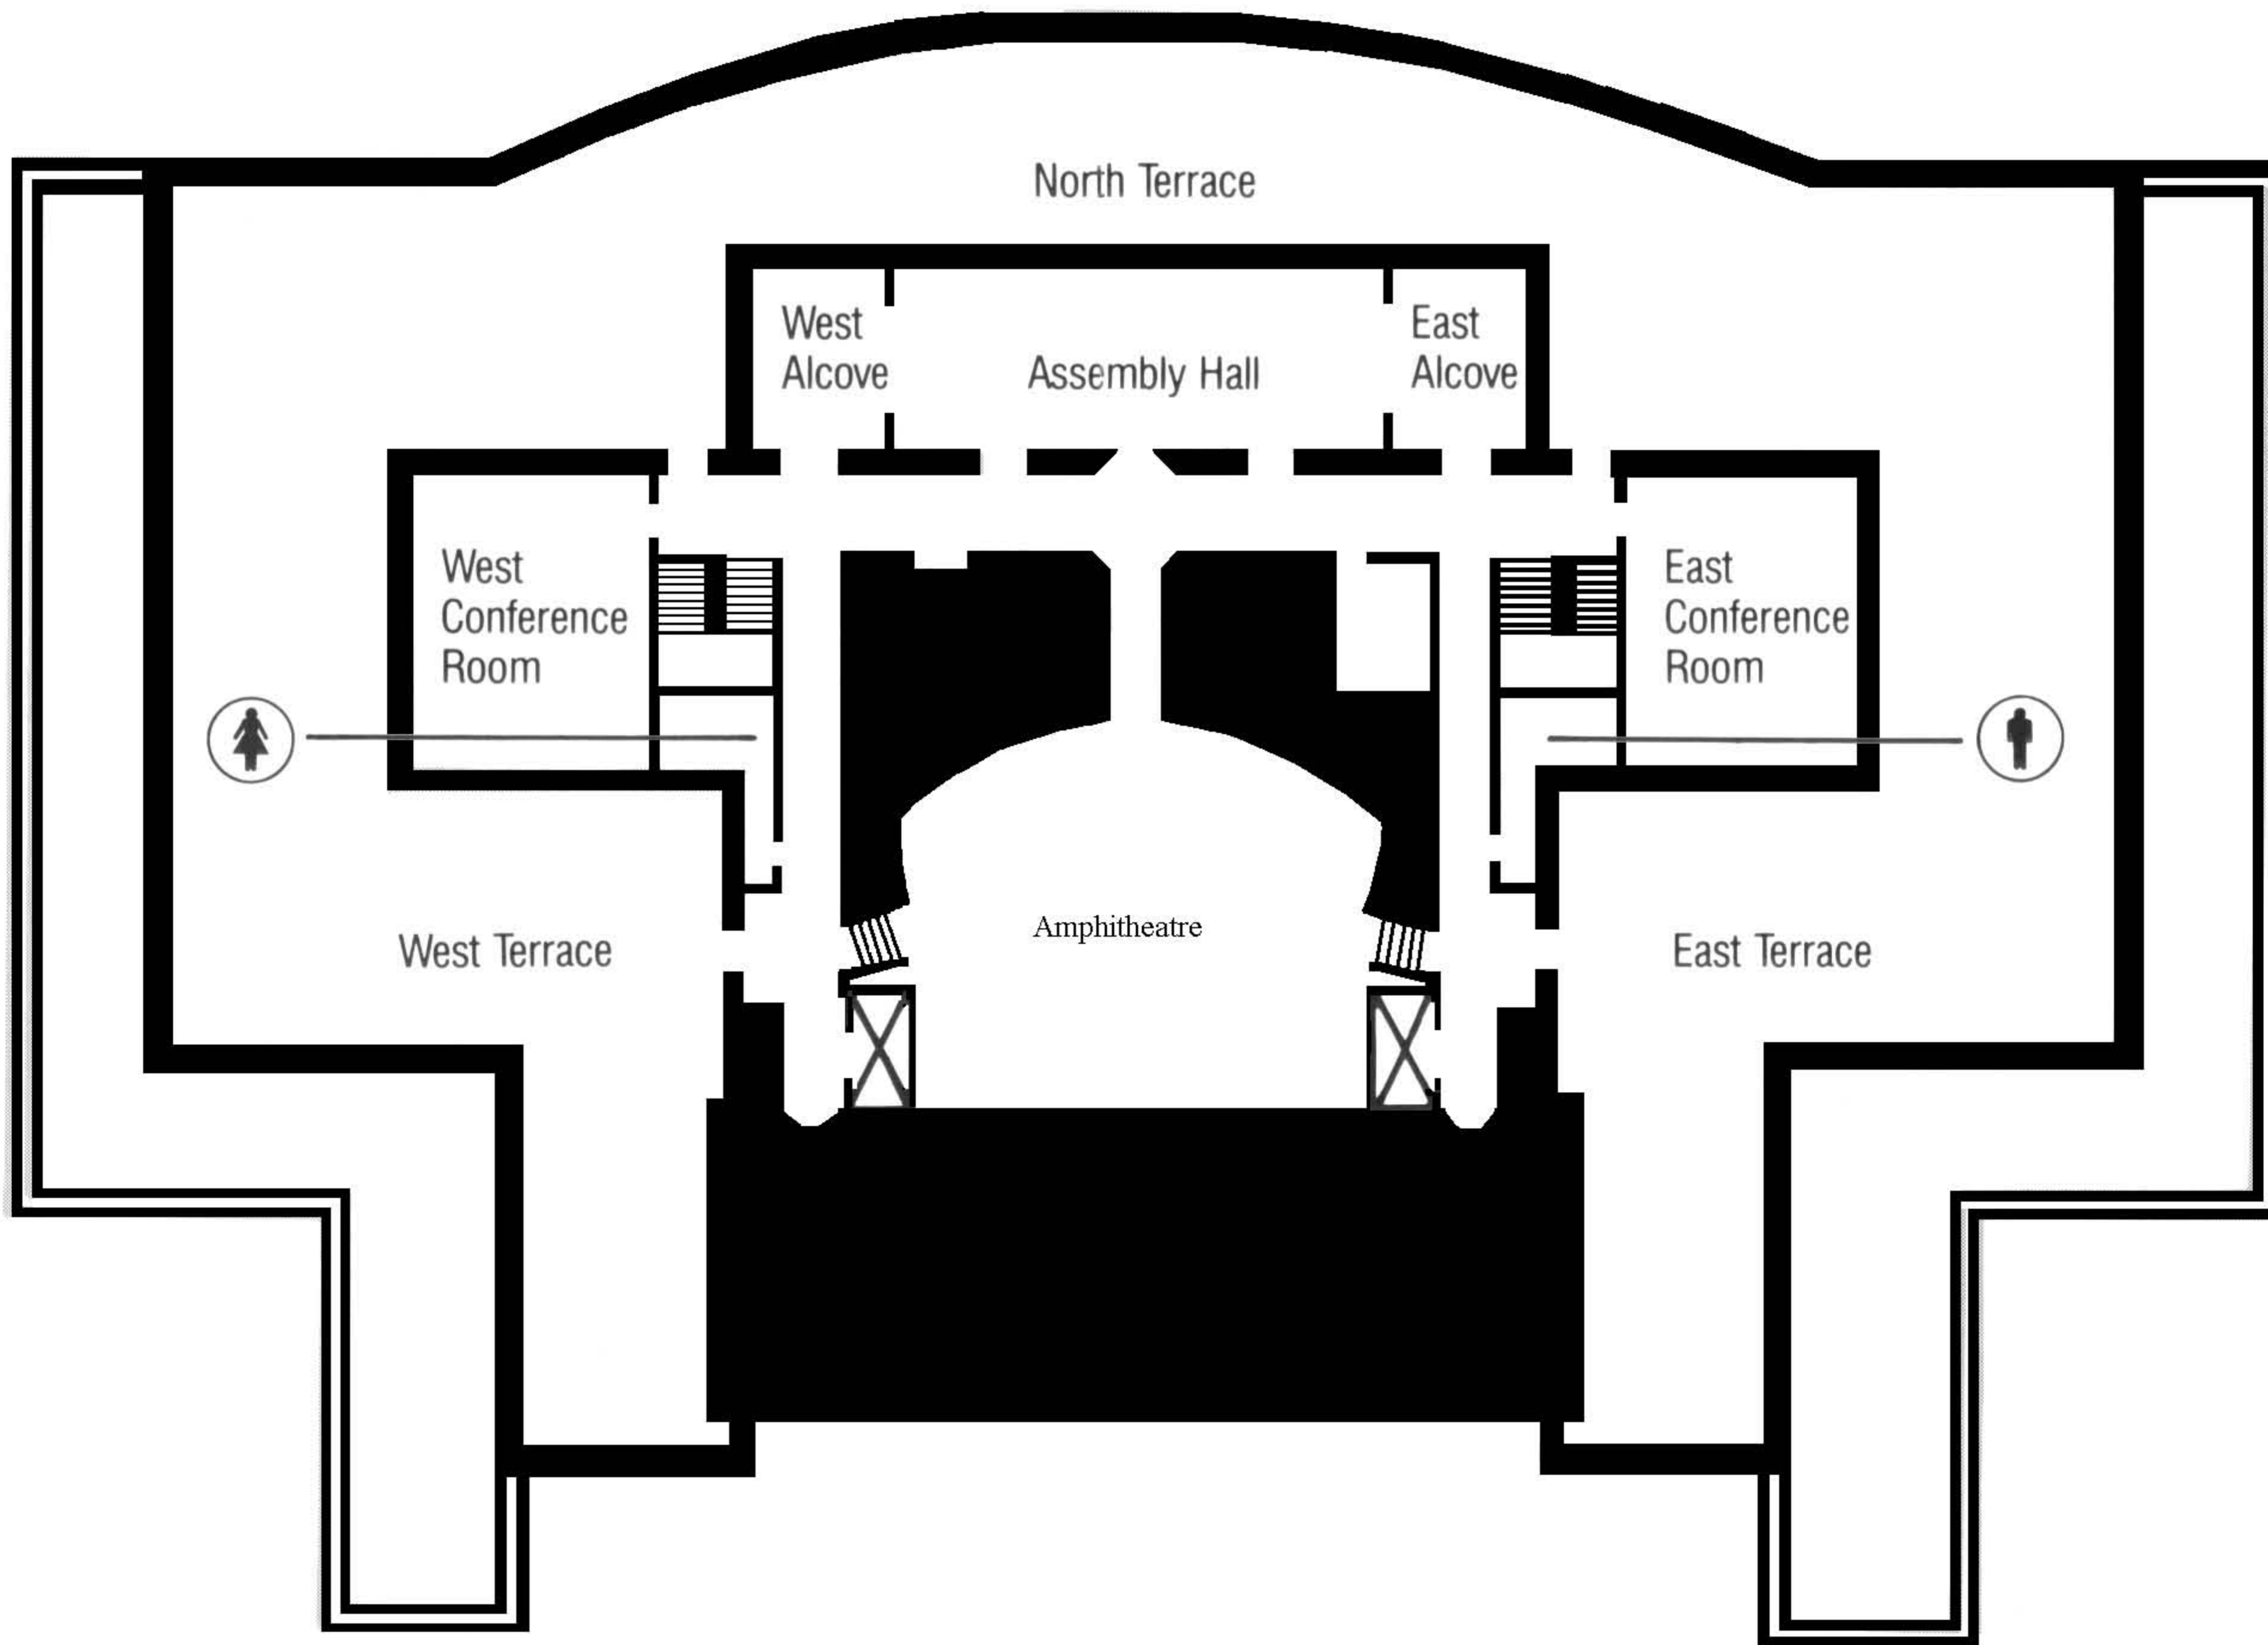 North Terrace
West
Alcove
Assembly Hall
East
Alcove
West
Conference
Room
East
Conference
Room
Amphitheatre
West Terrace
East Terrace